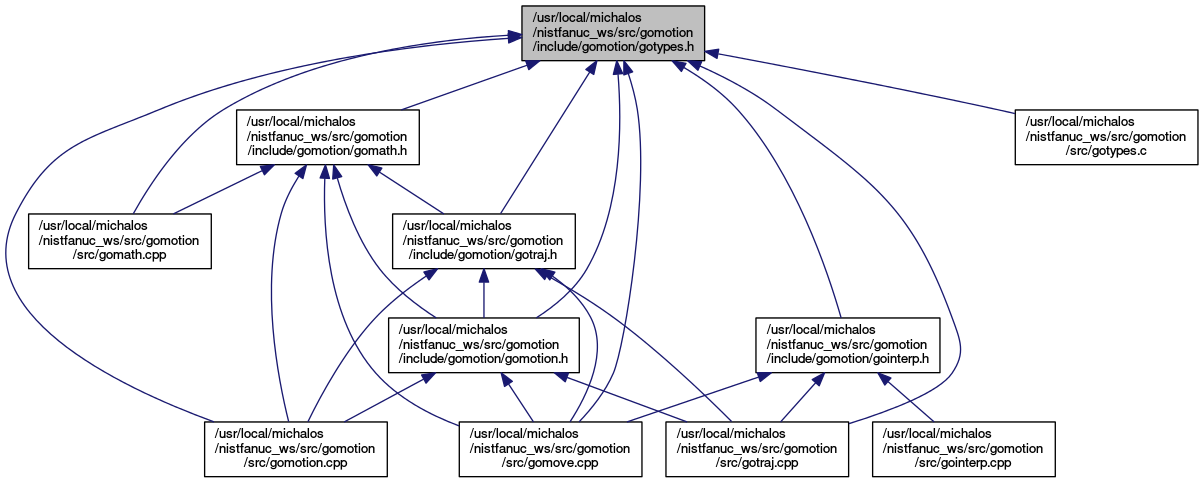 /usr/local/michalos
/nistfanuc_ws/src/gomotion
/include/gomotion/gotypes.h
/usr/local/michalos
/nistfanuc_ws/src/gomotion
/include/gomotion/gomath.h
/usr/local/michalos
/nistfanuc_ws/src/gomotion
/src/gotypes.c
/usr/local/michalos
/nistfanuc_ws/src/gomotion
/src/gomath.cpp
/usr/local/michalos
/nistfanuc_ws/src/gomotion
/include/gomotion/gotraj.h
/usr/local/michalos
/nistfanuc_ws/src/gomotion
/include/gomotion/gomotion.h
/usr/local/michalos
/nistfanuc_ws/src/gomotion
/include/gomotion/gointerp.h
/usr/local/michalos
/nistfanuc_ws/src/gomotion
/src/gomotion.cpp
/usr/local/michalos
/nistfanuc_ws/src/gomotion
/src/gomove.cpp
/usr/local/michalos
/nistfanuc_ws/src/gomotion
/src/gotraj.cpp
/usr/local/michalos
/nistfanuc_ws/src/gomotion
/src/gointerp.cpp